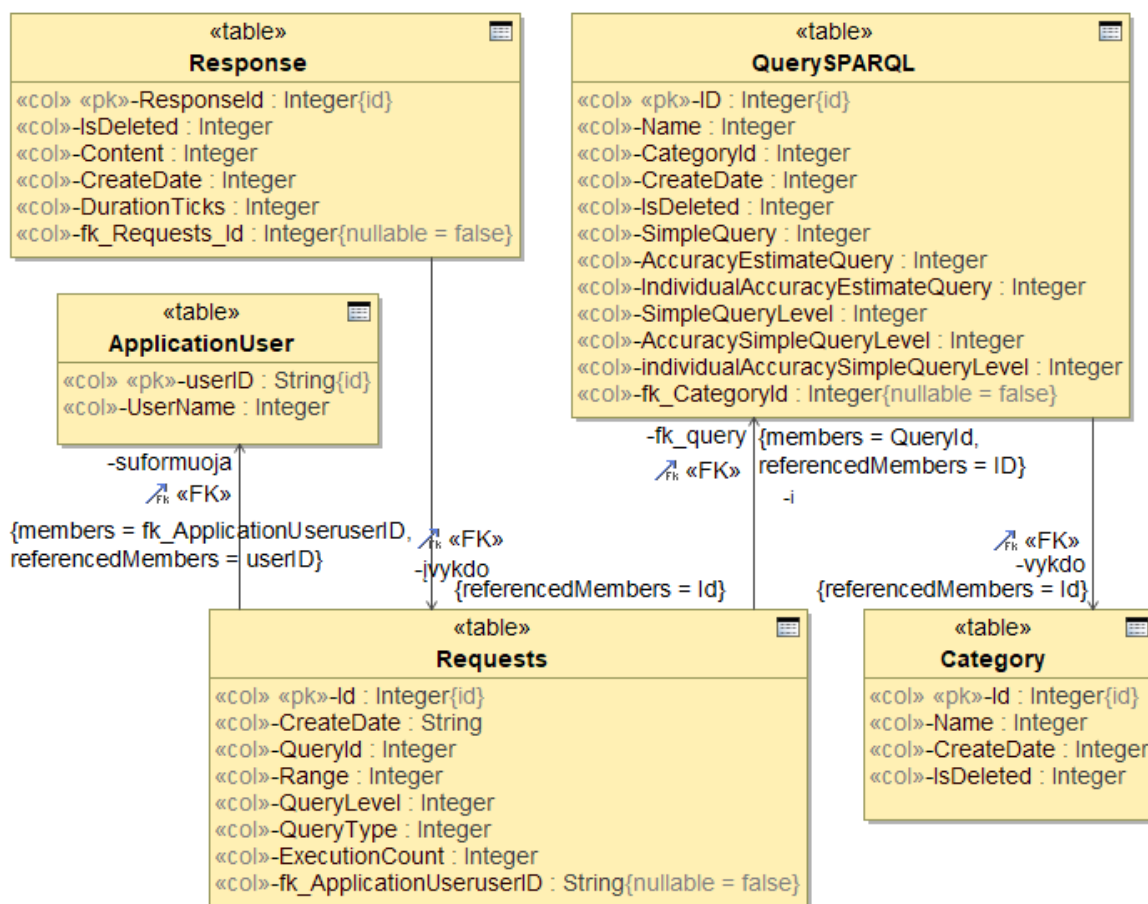 «table»
Response
«col» «pk»-ResponseId : Integer{id}
«col»-IsDeleted : Integer
«col»-Content : Integer
«col»-CreateDate : Integer
«col»-DurationTicks : Integer
«col»-fk_Requests_Id : Integer{nullable = false}
«table»
QuerySPARQL
«col» «pk»-ID : Integer{id}
«col»-Name : Integer
«col»-CategoryId : Integer
«col»-CreateDate : Integer
«col»-IsDeleted : Integer
«col»-SimpleQuery : Integer
«col»-AccuracyEstimateQuery : Integer
«col»-IndividualAccuracyEstimateQuery : Integer
«col»-SimpleQueryLevel : Integer
«col»-AccuracySimpleQueryLevel : Integer
«col»-individualAccuracySimpleQueryLevel : Integer
«col»-fk_CategoryId : Integer{nullable = false}
«table»
ApplicationUser
«col» «pk»-userID : String{id}
«col»-UserName : Integer
-suformuoja
Fk «FK»
{members = fk_ApplicationUseruserID,
referencedMembers = userID}
Fk «FK»
-įvykdo
{referencedMembers = Id}
-fk_query
Fk «FK»
{members = QueryId,
referencedMembers = ID}
-i
Fk «FK»
-vykdo
{referencedMembers = Id}
«table»
Requests
«col» «pk»-Id : Integer{id}
«col»-CreateDate : String
«col»-QueryId : Integer
«col»-Range : Integer
«col»-QueryLevel : Integer
«col»-QueryType : Integer
«col»-ExecutionCount : Integer
«col»-fk_ApplicationUseruserID : String{nullable = false}
«table»
Category
«col» «pk»-Id : Integer{id}
«col»-Name : Integer
«col»-CreateDate : Integer
«col»-IsDeleted : Integer